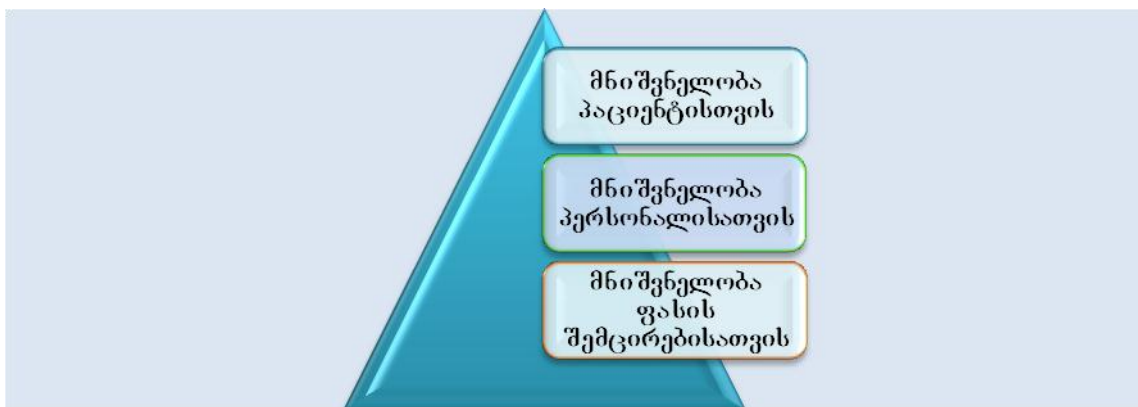 მნიშვნელობა
პაციენტისთვის
მნიშვნელობა
პერსონალისათვის
მნიშვნელობა
ფასის
შემცირებისათვის